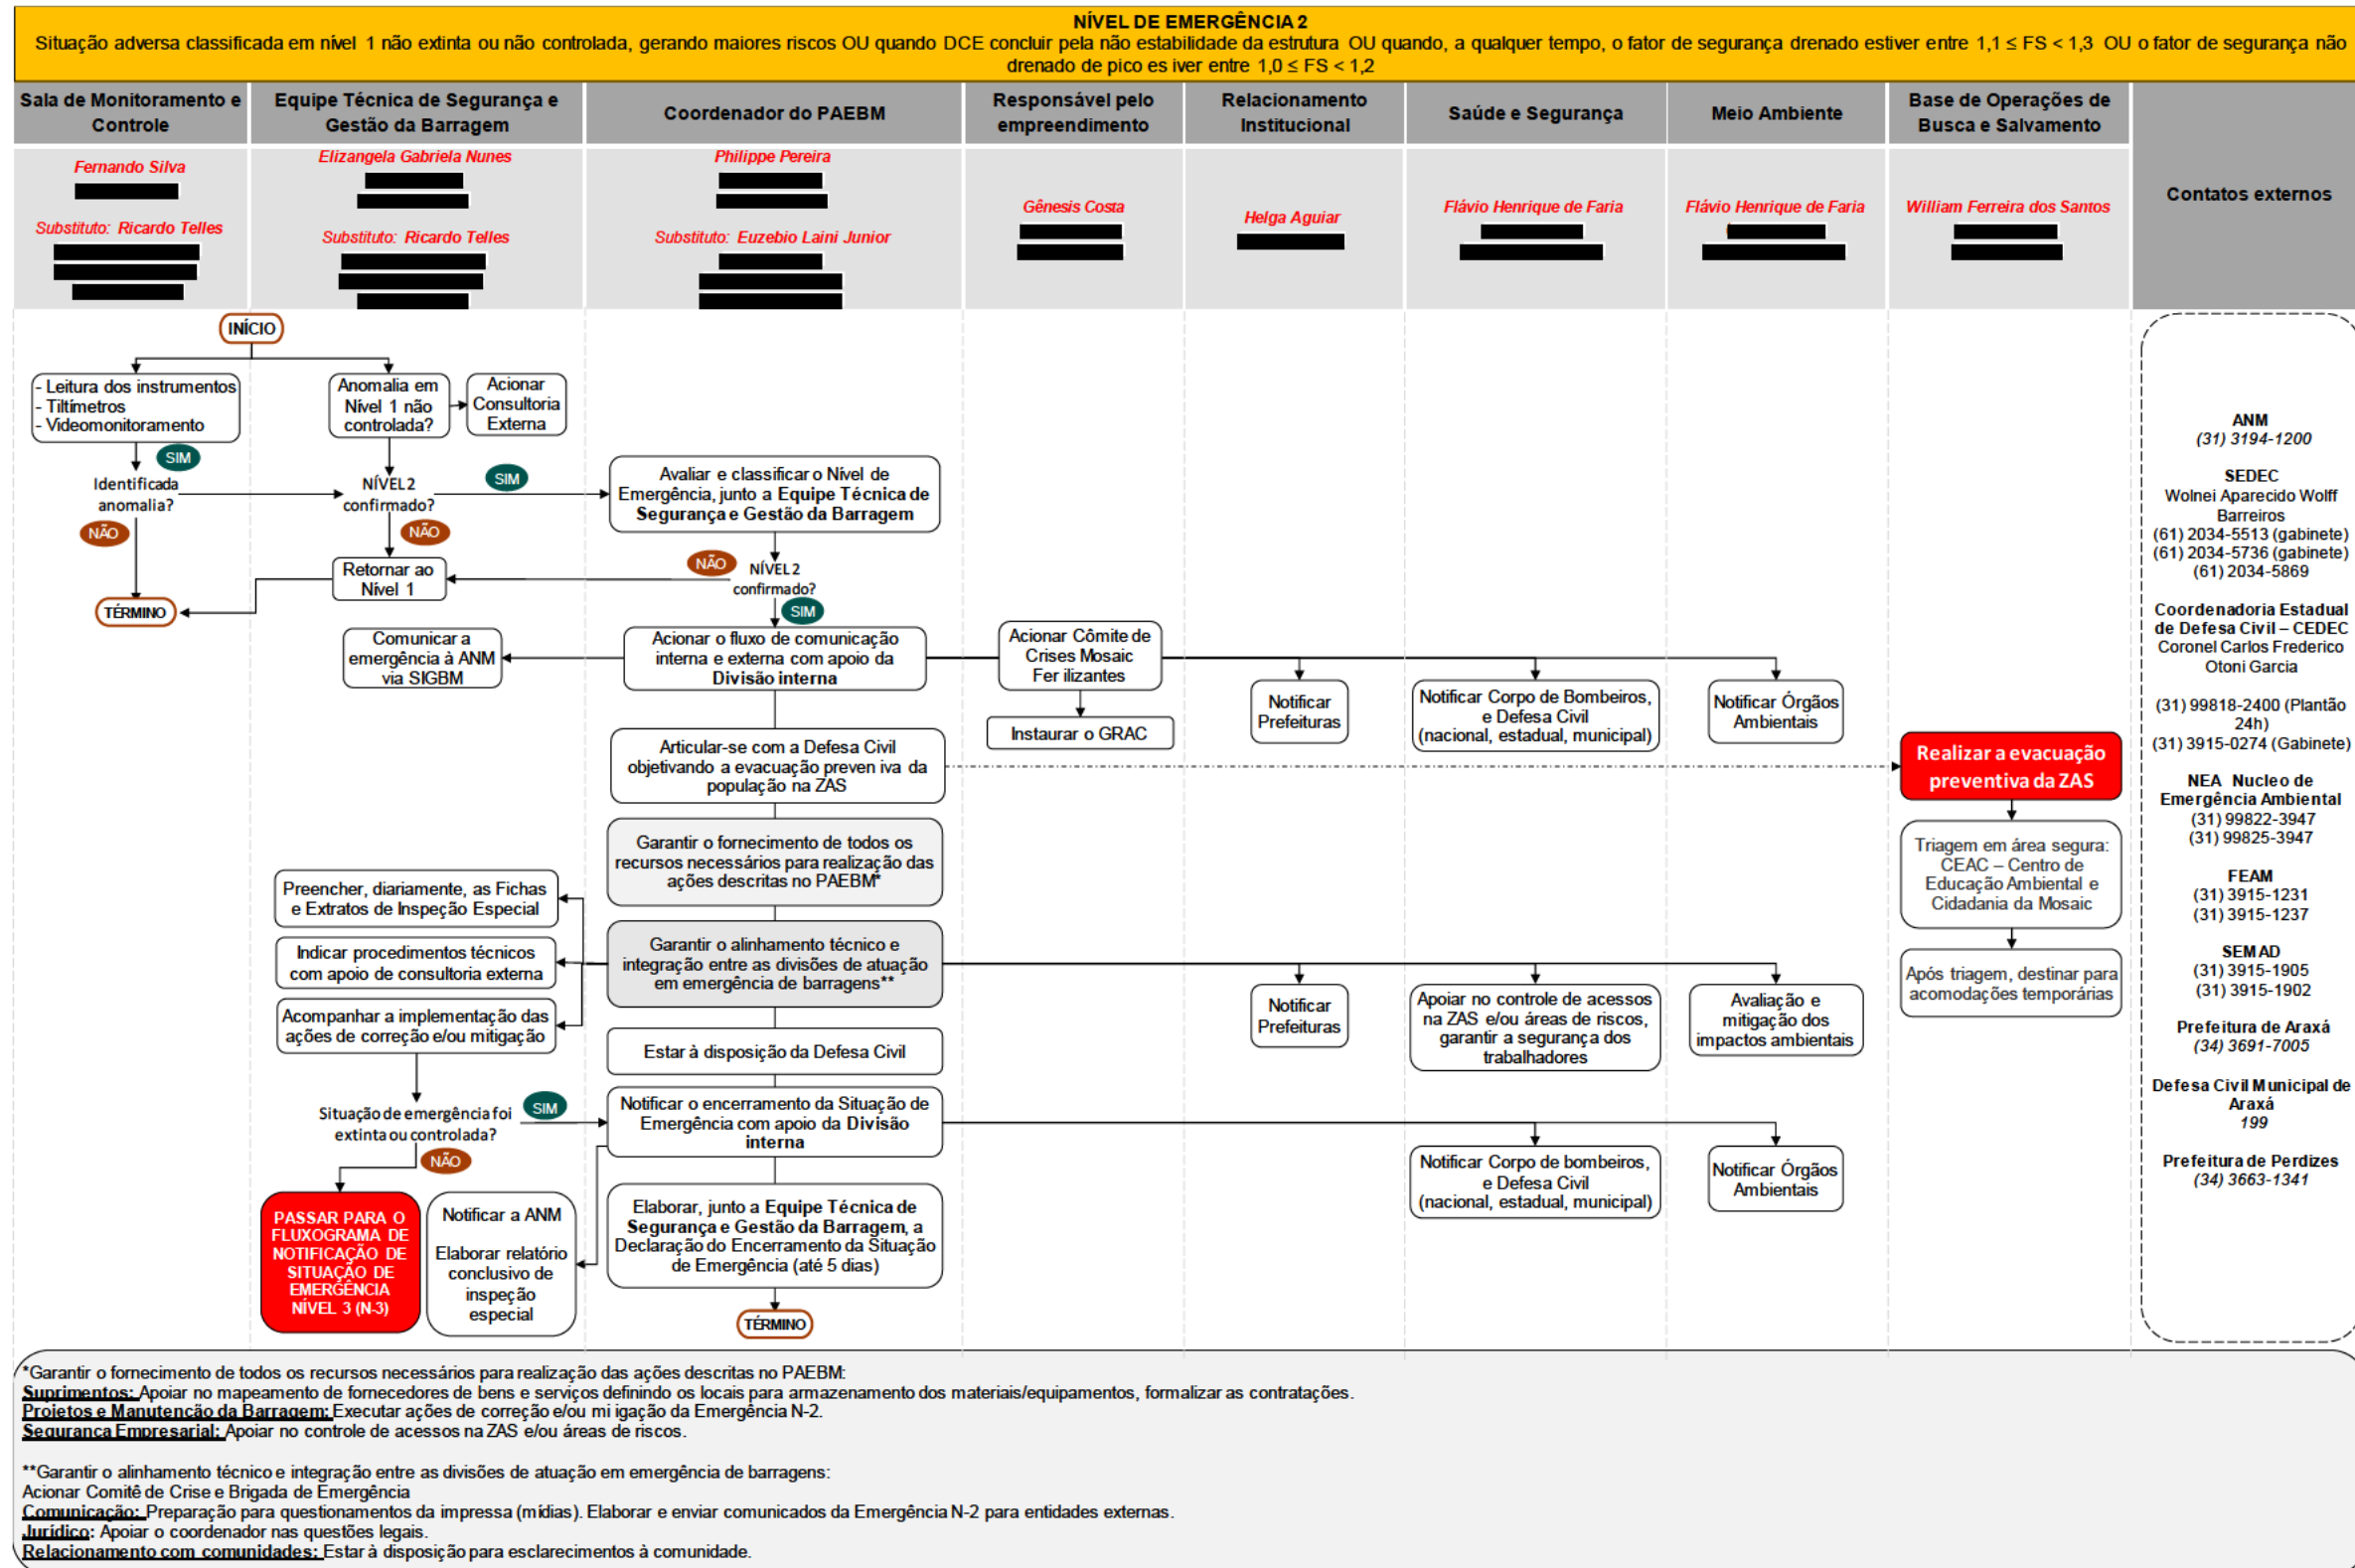 NÍVEL DE EMERGÊNCIA 2
Situação adversa classificada em nível 1 não extinta ou não controlada, gerando maiores riscos OU quando DCE concluir pela não estabilidade da estrutura OU quando, a qualquer tempo, o fator de segurança drenado estiver entre 1,1 ≤ FS < 1,3 OU o fator de segurança não
drenado de pico es iver entre 1,0 ≤ FS < 1,2
Sala de Monitoramento e
Controle
Equipe Técnica de Segurança e
Gestão da Barragem
Coordenador do PAEBM
Responsável pelo
empreendimento
Relacionamento
Institucional
Saúde e Segurança
Meio Ambiente
Base de Operações de
Busca e Salvamento
Contatos externos
Fernando Silva
Substituto: Ricardo Telles
Elizangela Gabriela Nunes
Substituto: Ricardo Telles
Philippe Pereira
Substituto: Euzebio Laini Junior
Gênesis Costa
Helga Aguiar
Flávio Henrique de Faria
Flávio Henrique de Faria
William Ferreira dos Santos
INÍCIO
- Leitura dos instrumentos
- Tiltímetros
- Videomonitoramento
Anomalia em
Nível 1 não
controlada?
Acionar
Consultoria
Externa
SIM
Identificada
anomalia?
NÃO
NÍVEL 2
confirmado?
SIM
NÃO
Avaliar e classificar o Nível de
Emergência, junto a Equipe Técnica de
Segurança e Gestão da Barragem
Retornar ao
Nível 1
NÃO
NÍVEL 2
confirmado?
SIM
TÉRMINO
Comunicar a
emergência à ANM
via SIGBM
Acionar o fluxo de comunicação
interna e externa com apoio da
Divisão interna
Acionar Cômite de
Crises Mosaic
Fer ilizantes
Instaurar o GRAC
Notificar
Prefeituras
Notificar Corpo de Bombeiros,
e Defesa Civil
(nacional, estadual, municipal)
Notificar Órgãos
Ambientais
Articular-se com a Defesa Civil
objetivando a evacuação preven iva da
população na ZAS
Realizar a evacuação
preventiva da ZAS
Garantir o fornecimento de todos os
recursos necessários para realização das
ações descritas no PAEBM*
Triagem em área segura:
CEAC – Centro de
Educação Ambiental e
Cidadania da Mosaic
Preencher, diariamente, as Fichas
e Extratos de Inspeção Especial
Indicar procedimentos técnicos
com apoio de consultoria externa
Acompanhar a implementação das
ações de correção e/ou mitigação
Garantir o alinhamento técnico e
integração entre as divisões de atuação
em emergência de barragens**
Notificar
Prefeituras
Apoiar no controle de acessos
na ZAS e/ou áreas de riscos,
garantir a segurança dos
trabalhadores
Avaliação e
mitigação dos
impactos ambientais
Após triagem, destinar para
acomodações temporárias
Estar à disposição da Defesa Civil
Situação de emergência foi
extinta ou controlada?
SIM
NÃO
Notificar o encerramento da Situação de
Emergência com apoio da Divisão
interna
Notificar Corpo de bombeiros,
e Defesa Civil
(nacional, estadual, municipal)
Notificar Órgãos
Ambientais
PASSAR PARA O
FLUXOGRAMA DE
NOTIFICAÇÃO DE
SITUAÇÃO DE
EMERGÊNCIA
NÍVEL 3 (N-3)
Notificar a ANM
Elaborar relatório
conclusivo de
inspeção
especial
Elaborar, junto a Equipe Técnica de
Segurança e Gestão da Barragem, a
Declaração do Encerramento da Situação
de Emergência (até 5 dias)
TÉRMINO
ANM
(31) 3194-1200
SEDEC
Wolnei Aparecido Wolff
Barreiros
(61) 2034-5513 (gabinete)
(61) 2034-5736 (gabinete)
(61) 2034-5869
Coordenadoria Estadual
de Defesa Civil – CEDEC
Coronel Carlos Frederico
Otoni Garcia
(31) 99818-2400 (Plantão
24h)
(31) 3915-0274 (Gabinete)
NEA Nucleo de
Emergência Ambiental
(31) 99822-3947
(31) 99825-3947
FEAM
(31) 3915-1231
(31) 3915-1237
SEMAD
(31) 3915-1905
(31) 3915-1902
Prefeitura de Araxá
(34) 3691-7005
Defesa Civil Municipal de
Araxá
199
Prefeitura de Perdizes
(34) 3663-1341
*Garantir o fornecimento de todos os recursos necessários para realização das ações descritas no PAEBM:
Suprimentos: Apoiar no mapeamento de fornecedores de bens e serviços definindo os locais para armazenamento dos materiais/equipamentos, formalizar as contratações.
Projetos e Manutenção da Barragem: Executar ações de correção e/ou mi igação da Emergência N-2.
Segurança Empresarial: Apoiar no controle de acessos na ZAS e/ou áreas de riscos.
**Garantir o alinhamento técnico e integração entre as divisões de atuação em emergência de barragens:
Acionar Comitê de Crise e Brigada de Emergência
Comunicação: Preparação para questionamentos da impressa (mídias). Elaborar e enviar comunicados da Emergência N-2 para entidades externas.
Jurídico: Apoiar o coordenador nas questões legais.
Relacionamento com comunidades: Estar à disposição para esclarecimentos à comunidade.